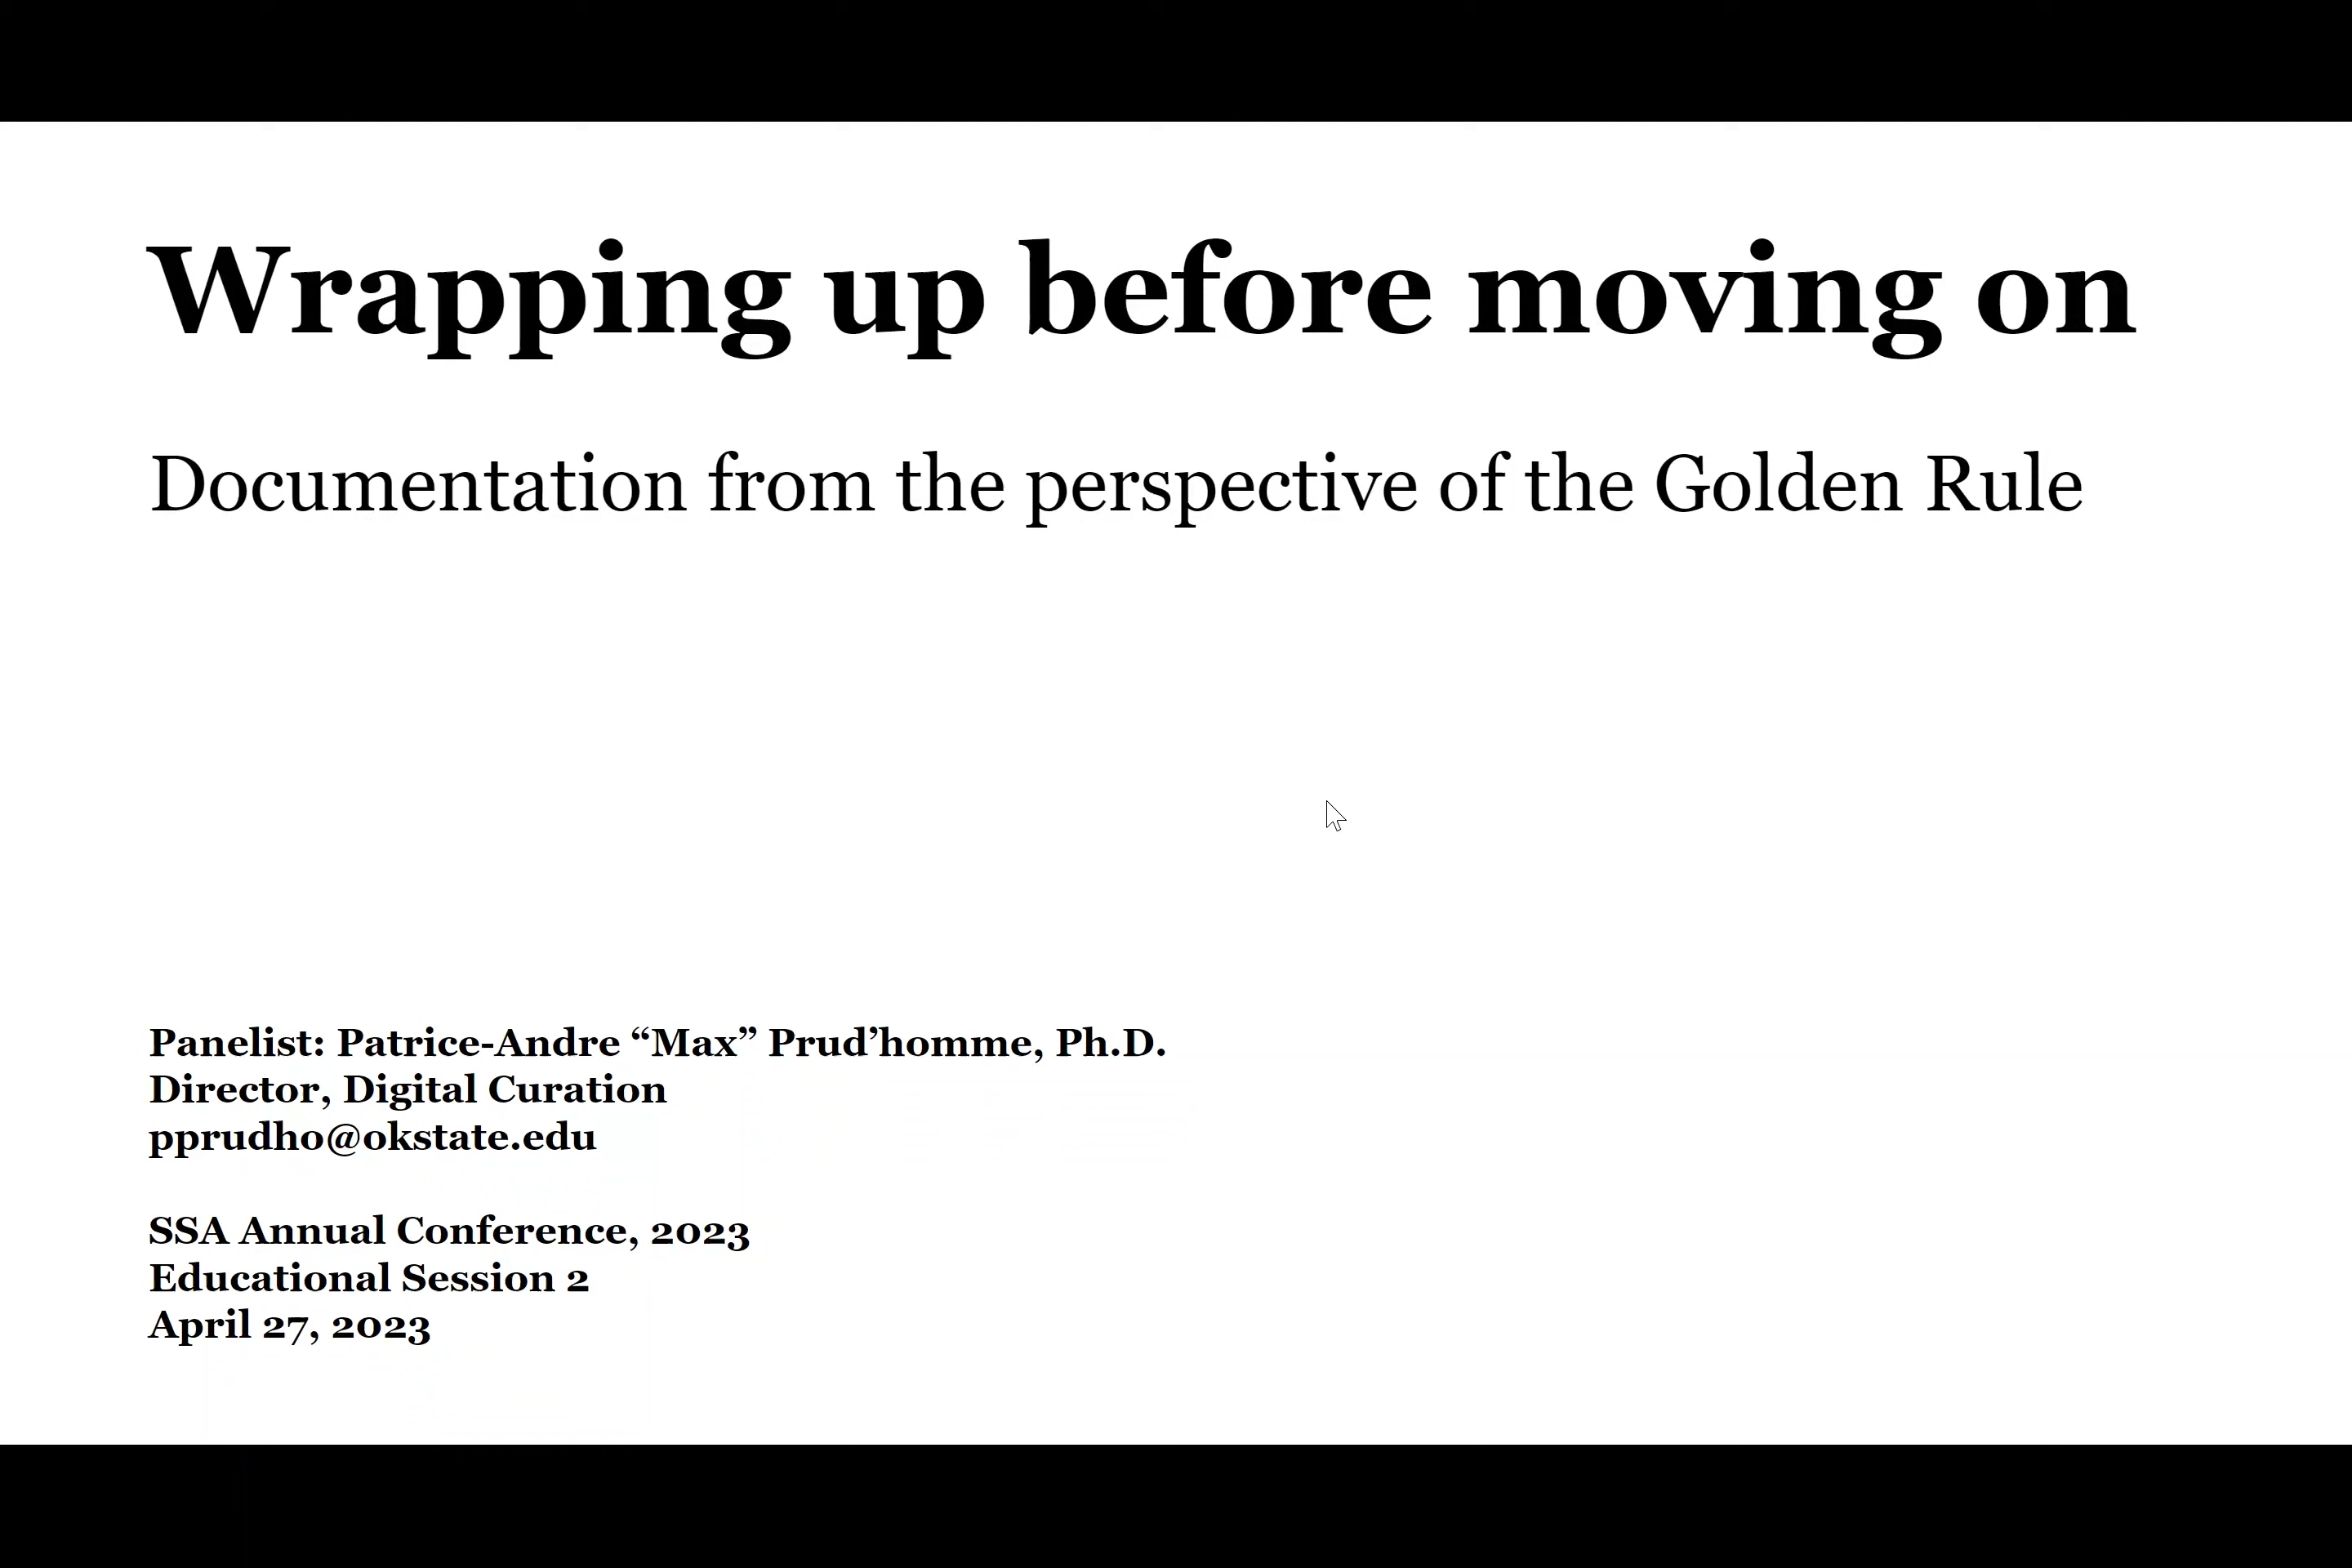 Wrapping up before moving on
Documentation from the perspective of the Golden Rule
Panelist: Patrice-Andre “Max” Prud’homme, Ph.D.
Director, Digital Curation
pprudho@okstate.edu
SSA Annual Conference, 2023
Educational Session 2
April 27, 2023